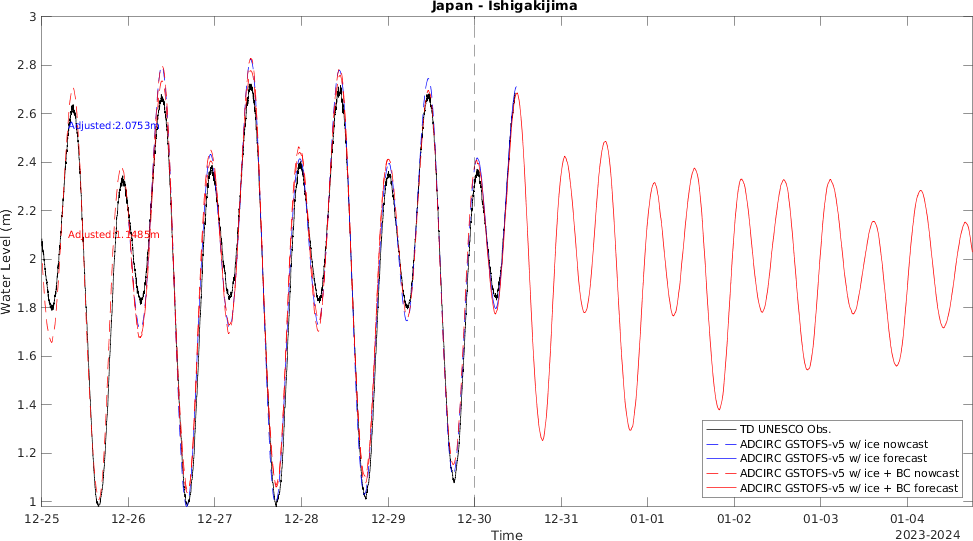 Japan - Ishigakijima
Water Level (m)
3
2.8
2.6
2.4
2.2
2
1.8
1.6
1.4
1.2
1
Adjusted:2.0753m
Adjusted:1.1485m
TD UNESCO Obs.
ADCIRC GSTOFS-v5 w/ ice nowcast
ADCIRC GSTOFS-v5 w/ ice forecast
ADCIRC GSTOFS-v5 w/ ice + BC nowcast
ADCIRC GSTOFS-v5 w/ ice + BC forecast
12-25 12-26 12-27 12-28 12-29 12-30 12-31 01-01 01-02 01-03 01-04
Time
2023-2024